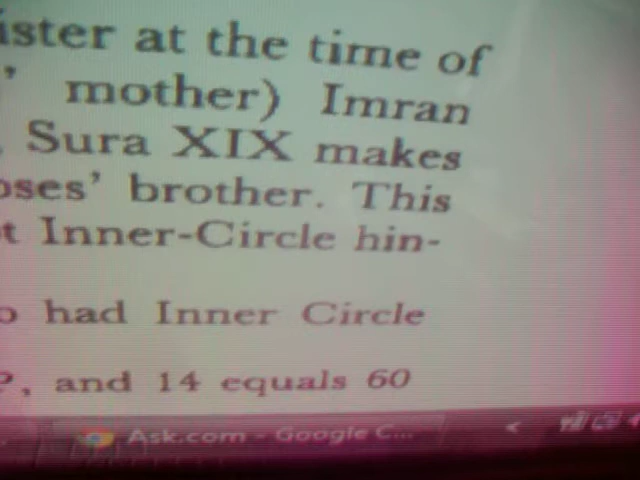 ister at the time of
' mother) Imran
. Sura XIX makes
oses' brother. This
t Inner-Circle hin-
o had Inner Circle
P, and 14 equals 60
Ask.com - Google C...